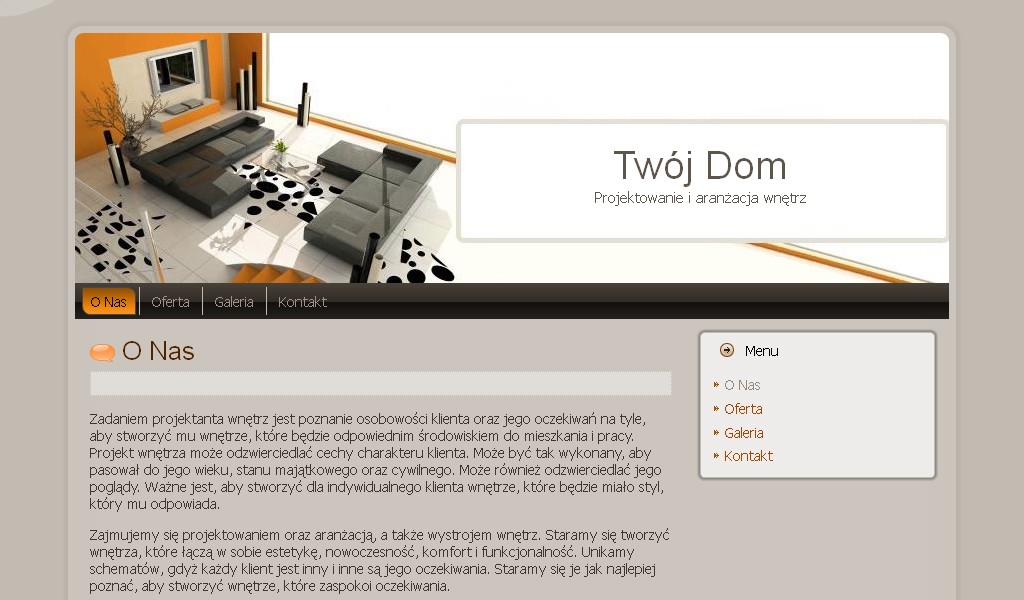 Twój Dom
Projektowanie i aranżacja wnętrz
O Nas
Oferta
Galeria
Kontakt
O Nas
Zadaniem projektanta wnętrz jest poznanie osobowości klienta oraz jego oczekiwań na tyle,
aby stworzyć mu wnętrze, które będzie odpowiednim środowiskiem do mieszkania i pracy.
Projekt wnętrza może odzwierciedlać cechy charakteru klienta. Może być tak wykonany, aby
pasował do jego wieku, stanu majątkowego oraz cywilnego. Może również odzwierciedlać jego
poglądy. Ważne jest, aby stworzyć dla indywidualnego klienta wnętrze, które będzie miało styl,
który mu odpowiada.
Zajmujemy się projektowaniem oraz aranżacją, a także wystrojem wnętrz. Staramy się tworzyć
wnętrza, które łączą w sobie estetykę, nowoczesność, komfort i funkcjonalność. Unikamy
schematów, gdyż każdy klient jest inny i inne są jego oczekiwania. Staramy się je jak najlepiej
poznać, aby stworzyć wnętrze, które zaspokoi oczekiwania.
Menu
O Nas
Oferta
Galeria
Kontakt